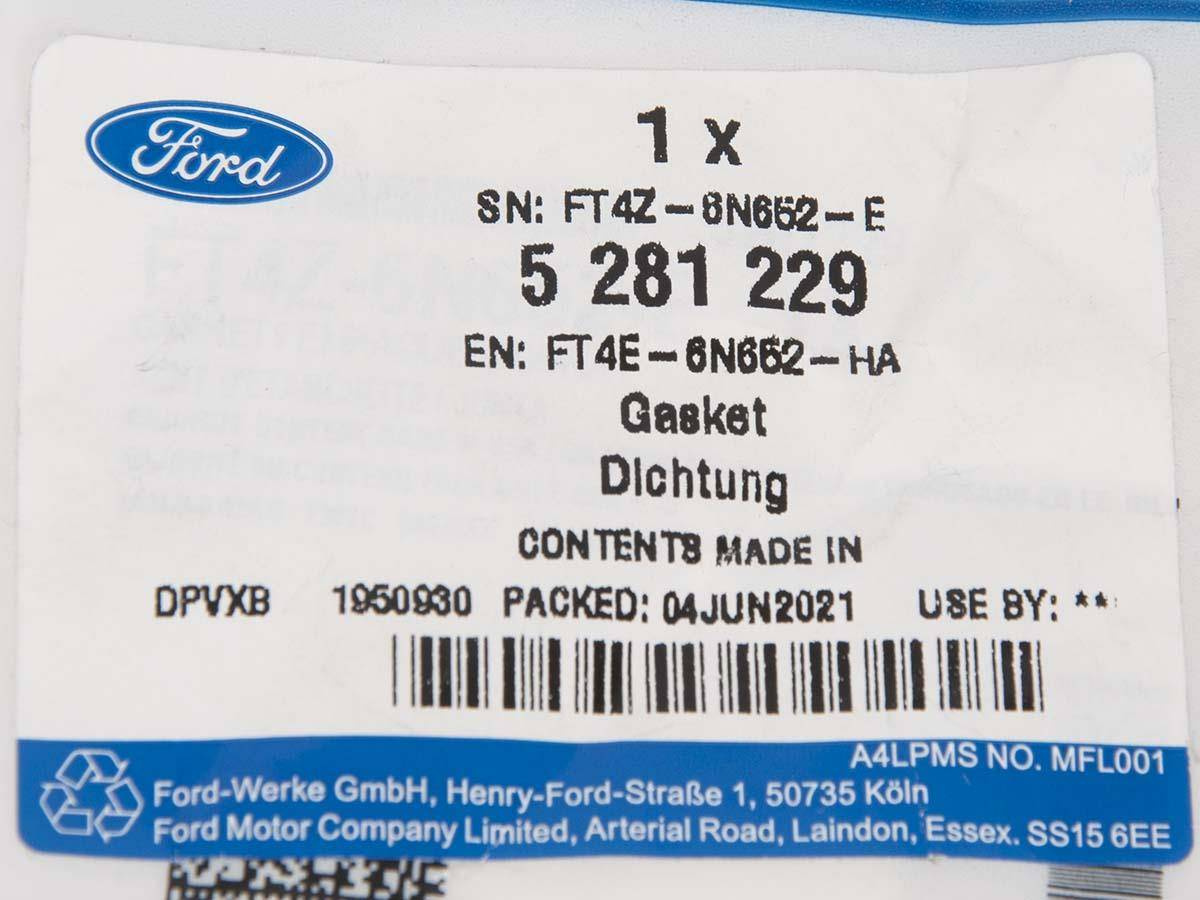 Ford
1 x
SN: FT4Z-6N652-E
5 281 229
EN: FT4E-6N652-HA
Gasket
Dichtung
CONTENTS MADE IN
DPVXB 1950930 PACKED: 04JUN2021 USE BY: **
A4LPMS NO. MFL001
Ford-Werke GmbH, Henry-Ford-Straße 1, 50735 Köln
Ford Motor Company Limited, Arterial Road, Laindon, Essex. SS15 6EE